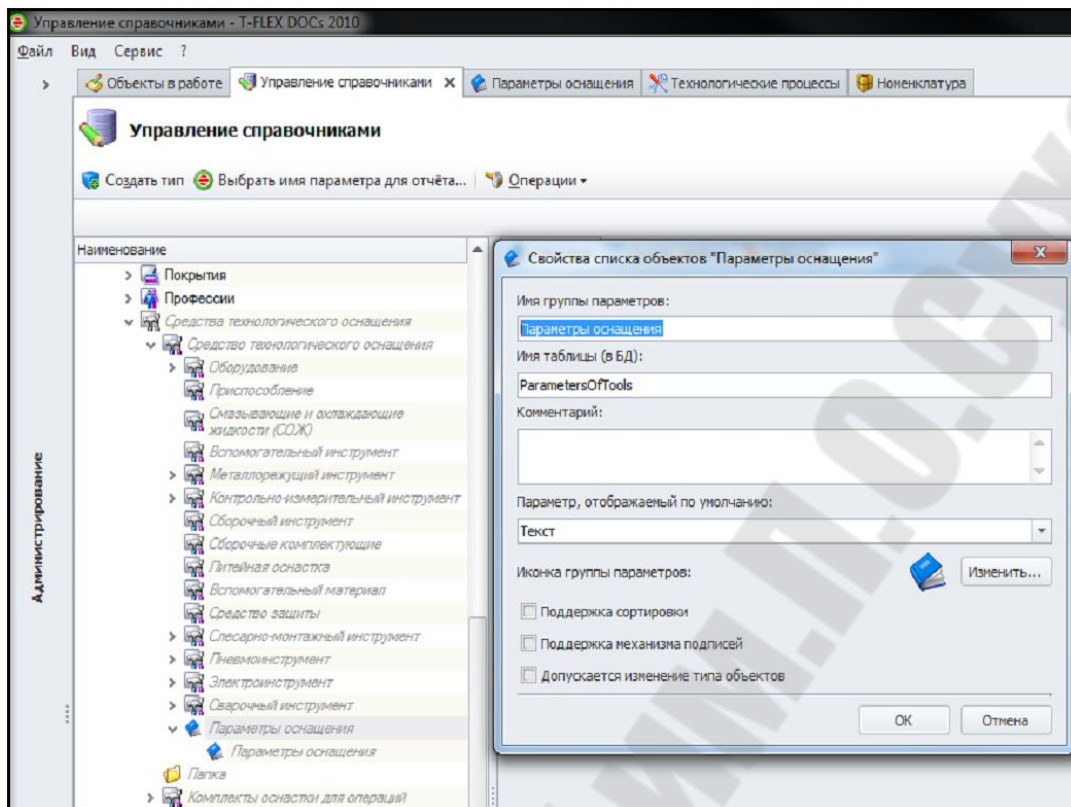 Управление справочниками - T-FLEX DOCs 2010
Файл Вид Сервис ?
Объекты в работе Управление справочниками Параметры оснащения Технологические процессы Номенклатура
Управление справочниками
Создать тип Выбрать имя параметра для отчёта... Операции
Наименование
Покрытия
Профессии
Средства технологического оснащения
Средство технологического оснащения
Оборудование
Приспособление
Смазывающие и охлаждающие
жидкости (СОЖ)
Вспомогательный инструмент
Металлорежущий инструмент
Контрольно-измерительный инструмент
Сборочный инструмент
Сборочные комплектующие
Литейная оснастка
Вспомогательный материал
Средство защиты
Слесарно-монтажный инструмент
Пневмоинструмент
Электроинструмент
Сварочный инструмент
Параметры оснащения
Параметры оснащения
Папка
Комплекты оснастки для операций
Администрирование
Свойства списка объектов "Параметры оснащения"
Имя группы параметров:
Параметры оснащения
Имя таблицы (в БД):
ParametersOfTools
Комментарий:
Параметр, отображаемый по умолчанию:
Текст
Иконка группы параметров: Изменить...
Поддержка сортировки
Поддержка механизма подписей
Допускается изменение типа объектов
ОК Отмена